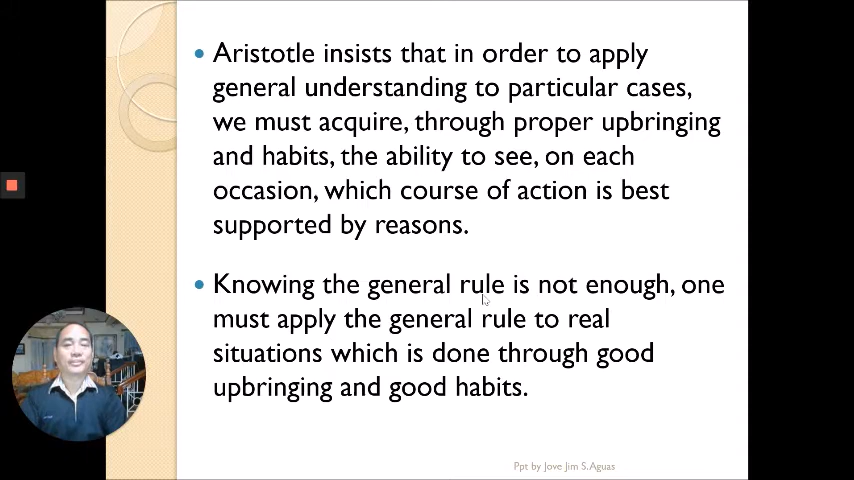 Aristotle insists that in order to apply
general understanding to particular cases,
we must acquire, through proper upbringing
and habits, the ability to see, on each
occasion, which course of action is best
supported by reasons.
Knowing the general rule is not enough, one
must apply the general rule to real
situations which is done through good
upbringing and good habits.
Ppt by Jove Jim S. Aguas